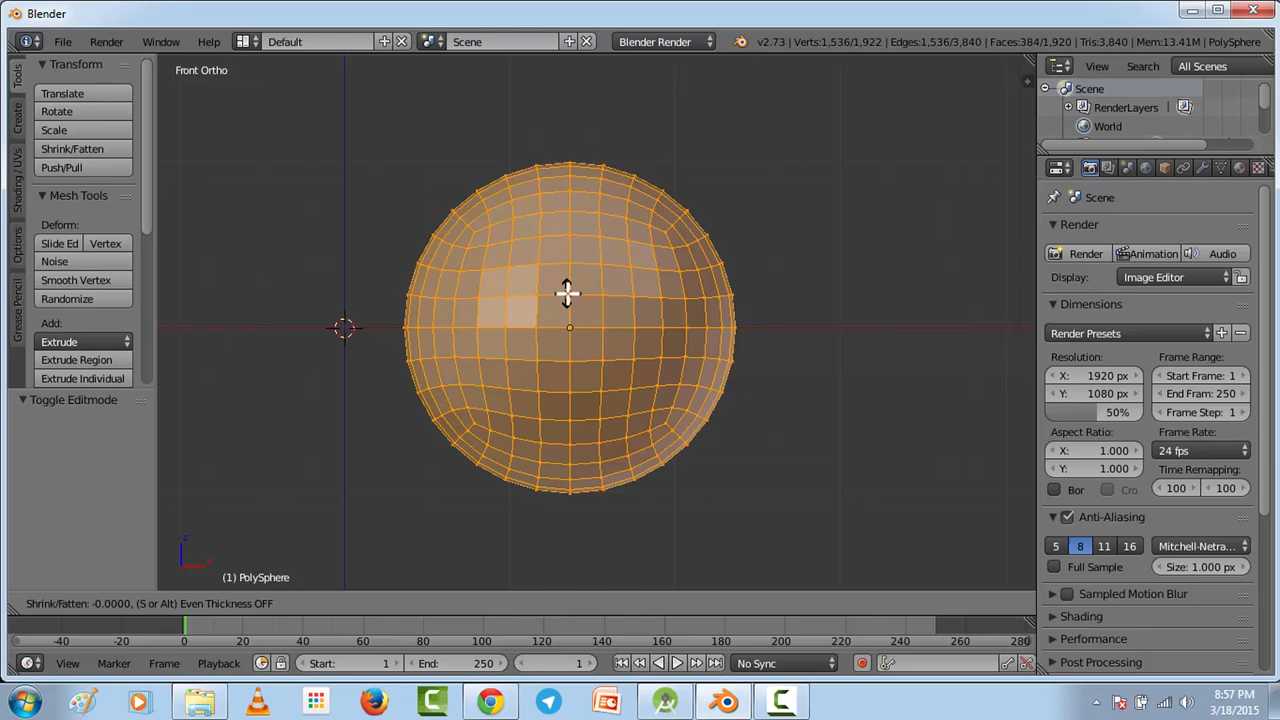 Blender
File Render Window Help Default Scene Blender Render v2.73 | Verts:1,536/1,922 | Edges:1,536/3,840 | Faces:384/1,920 | Tris:3,840 | Mem:13.41M | PolySphere
Tools
Create
Shading / UVs
Options
Grease Pencil
Transform
Translate
Rotate
Scale
Shrink/Fatten
Push/Pull
Mesh Tools
Deform:
Slide Ed Vertex
Noise
Smooth Vertex
Randomize
Add:
Extrude
Extrude Region
Extrude Individual
Toggle Editmode
Front Ortho
z
x
(1) PolySphere
View Search All Scenes
Scene
RenderLayers
World
Scene
Render
Render Animation Audio
Display: Image Editor
Dimensions
Render Presets
Resolution: Frame Range:
X: 1920 px Start Frame: 1
Y: 1080 px End Fram: 250
50% Frame Step: 1
Aspect Ratio: Frame Rate:
X: 1.000 24 fps
Y: 1.000 Time Remapping:
Bor Cro 100 100
Anti-Aliasing
5 8 11 16 Mitchell-Netra...
Full Sample Size: 1.000 px
Sampled Motion Blur
Shading
Performance
Post Processing
Shrink/Fatten: -0.0000, (S or Alt) Even Thickness OFF
-40 -20 0 20 40 60 80 100 120 140 160 180 200 220 240 260 280
View Marker Frame Playback Start: 1 End: 250 1 No Sync
8:57 PM
3/18/2015